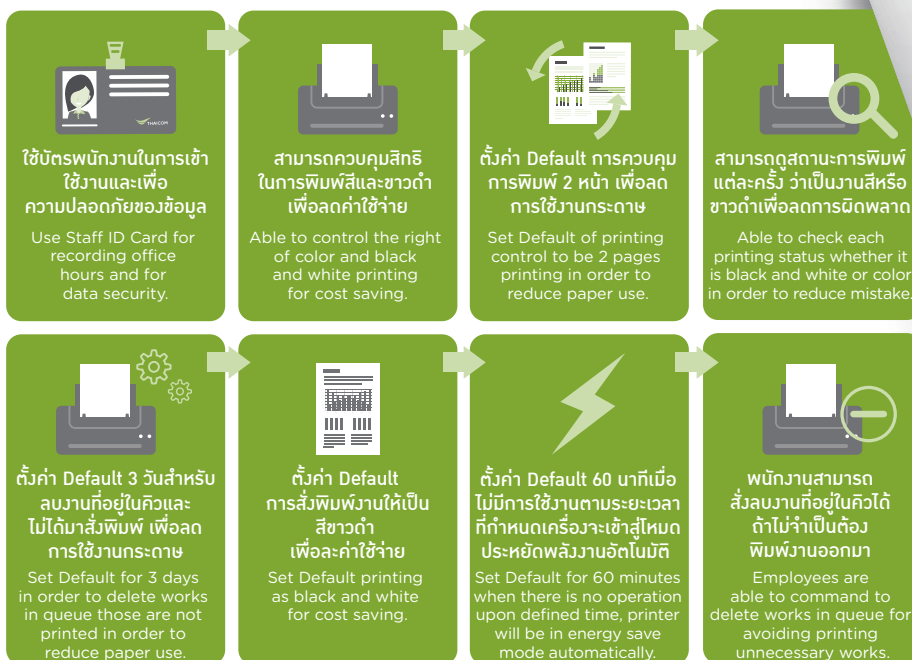 THAICOM
ใช้บัตรพนักงานในการเข้า
ใช้งานและเพื่อ
ความปลอดภัยของข้อมูล
Use Staff ID Card for
recording office
hours and for
data security.
สามารถควบคุมสิทธิ
ในการพิมพ์สีและขาวดำ
เพื่อลดค่าใช้จ่าย
Able to control the right
of color and black
and white printing
for cost saving.
ตั้งค่า Default การควบคุม
การพิมพ์ 2 หน้า เพื่อลด
การใช้งานกระดาษ
Set Default of printing
control to be 2 pages
printing in order to
reduce paper use.
สามารถดูสถานะการพิมพ์
แต่ละครั้ง ว่าเป็นงานสีหรือ
ขาวดำเพื่อลดการผิดพลาด
Able to check each
printing status whether it
is black and white or color
in order to reduce mistake.
ตั้งค่า Default 3 วันสำหรับ
ลบงานที่อยู่ในคิวและ
ไม่ได้มาสั่งพิมพ์ เพื่อลด
การใช้งานกระดาษ
Set Default for 3 days
in order to delete works
in queue those are not
printed in order to
reduce paper use.
ตั้งค่า Default
การสั่งพิมพ์งานให้เป็น
สีขาวดำ
เพื่อละค่าใช้จ่าย
Set Default printing
as black and white
for cost saving.
ตั้งค่า Default 60 นาทีเมื่อ
ไม่มีการใช้งานตามระยะเวลา
ที่กำหนดเครื่องจะเข้าสู่โหมด
ประหยัดพลังงานอัตโนมัติ
Set Default for 60 minutes
when there is no operation
upon defined time, printer
will be in energy save
mode automatically.
พนักงานสามารถ
สั่งลบงานที่อยู่ในคิวได้
ถ้าไม่จำเป็นต้อง
พิมพ์งานออกมา
Employees are
able to command to
delete works in queue for
avoiding printing
unnecessary works.